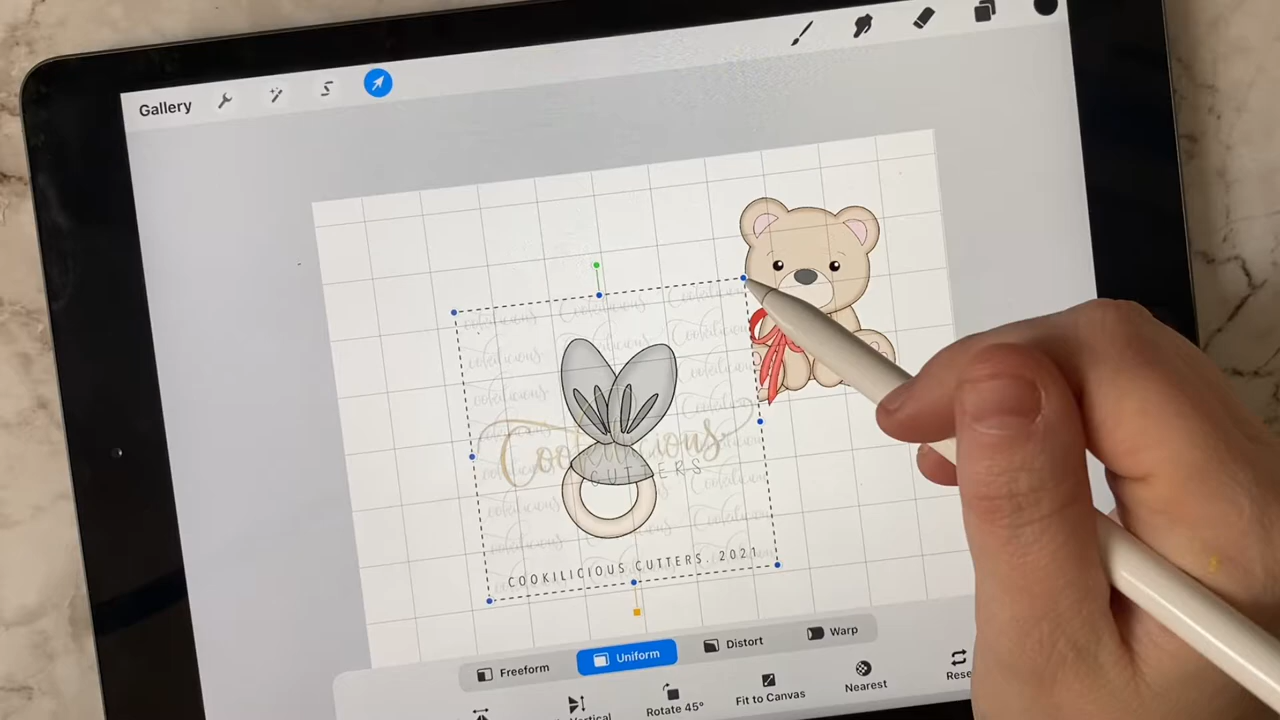 Gallery
Cookilicious
CUTTERS
COOKILICIOUS CUTTERS. 2021
Freeform
Uniform
Distort
Warp
Rotate 45°
Fit to Canvas
Nearest